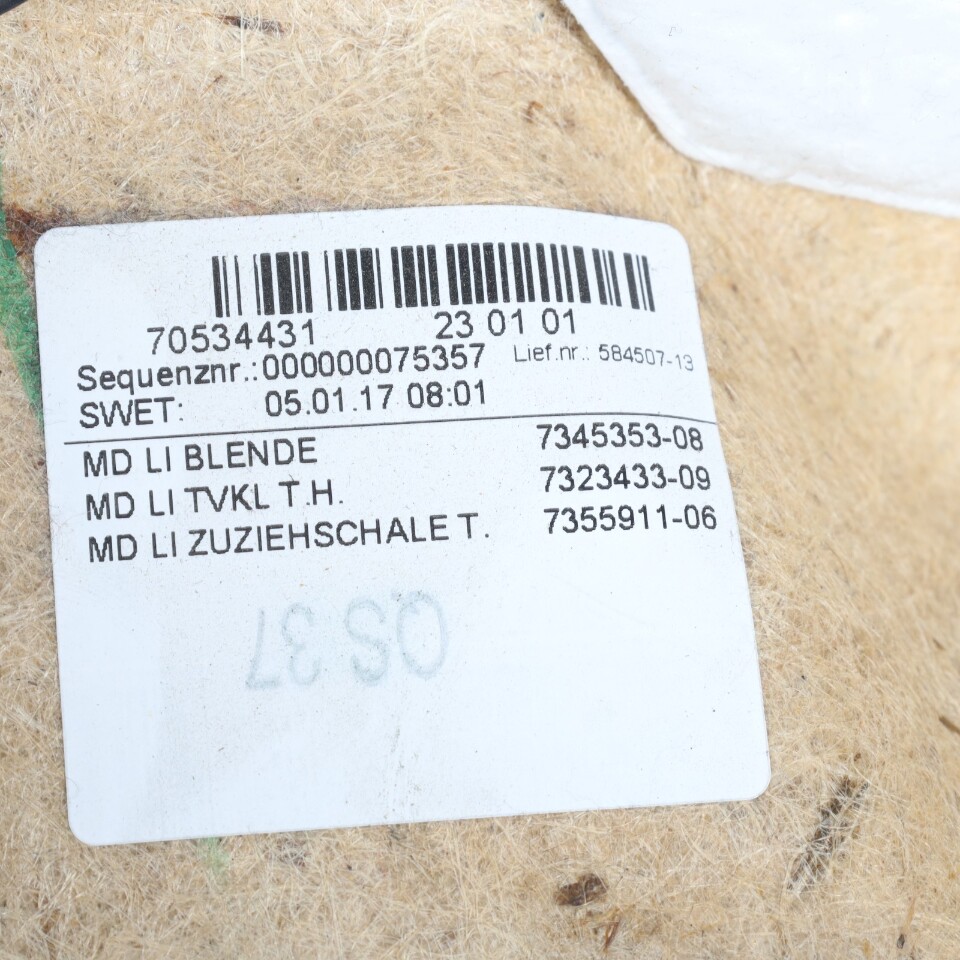 70534431 23 01 01
Sequenznr.:000000075357 Lief.nr.: 584507-13
SWET: 05.01.17 08:01
MD LI BLENDE 7345353-08
MD LI TVKL T.H. 7323433-09
MD LI ZUZIEHSCHALE T. 7355911-06
QS 37